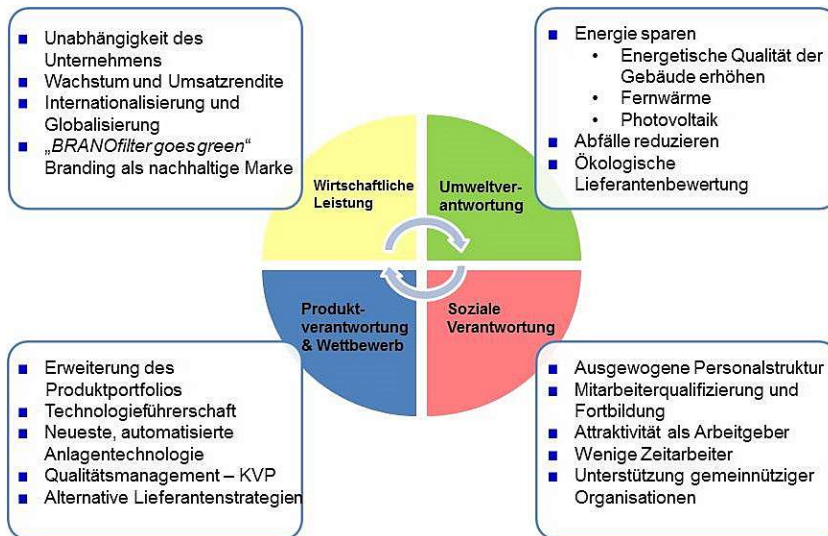 Unabhängigkeit des
Unternehmens
Wachstum und Umsatzrendite
Internationalisierung und
Globalisierung
„BRANOfilter goes green“
Branding als nachhaltige Marke
Energie sparen
Energetische Qualität der
Gebäude erhöhen
Fernwärme
Photovoltaik
Abfälle reduzieren
Ökologische
Lieferantenbewertung
Wirtschaftliche
Leistung
Umweltver-
antwortung
Produkt-
verantwortung
& Wettbewerb
Soziale
Verantwortung
Erweiterung des
Produktportfolios
Technologieführerschaft
Neueste, automatisierte
Anlagentechnologie
Qualitätsmanagement – KVP
Alternative Lieferantenstrategien
Ausgewogene Personalstruktur
Mitarbeiterqualifizierung und
Fortbildung
Attraktivität als Arbeitgeber
Wenige Zeitarbeiter
Unterstützung gemeinnütziger
Organisationen